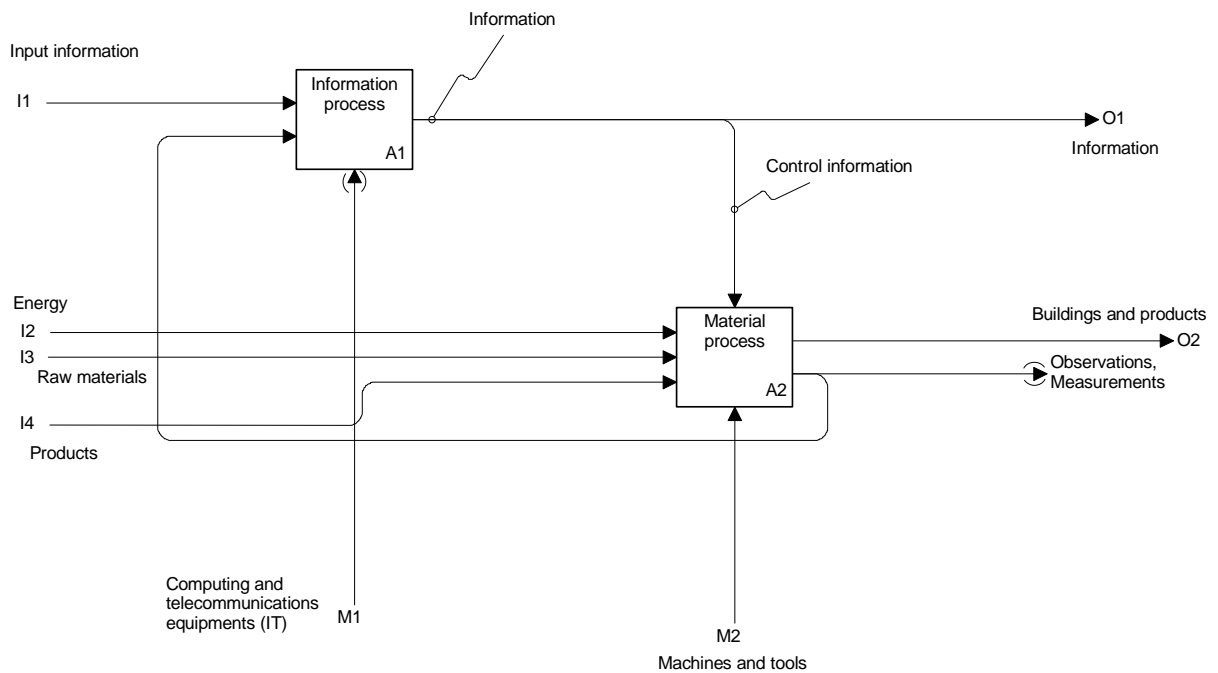 Information
Input information
I1
Information
process
A1
O1
Information
Control information
Energy
I2
I3
Raw materials
I4
Products
Material
process
A2
Buildings and products
O2
Observations,
Measurements
Computing and
telecommunications
equipments (IT)
M1
M2
Machines and tools